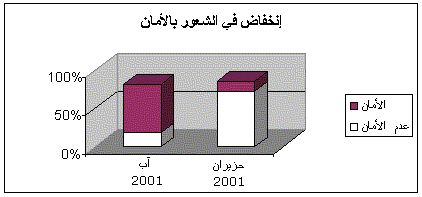 إنخفاض في الشعور بالأمان
100%
50%
0%
آب
2001
حزيران
2001
الأمان
عدم الأمان